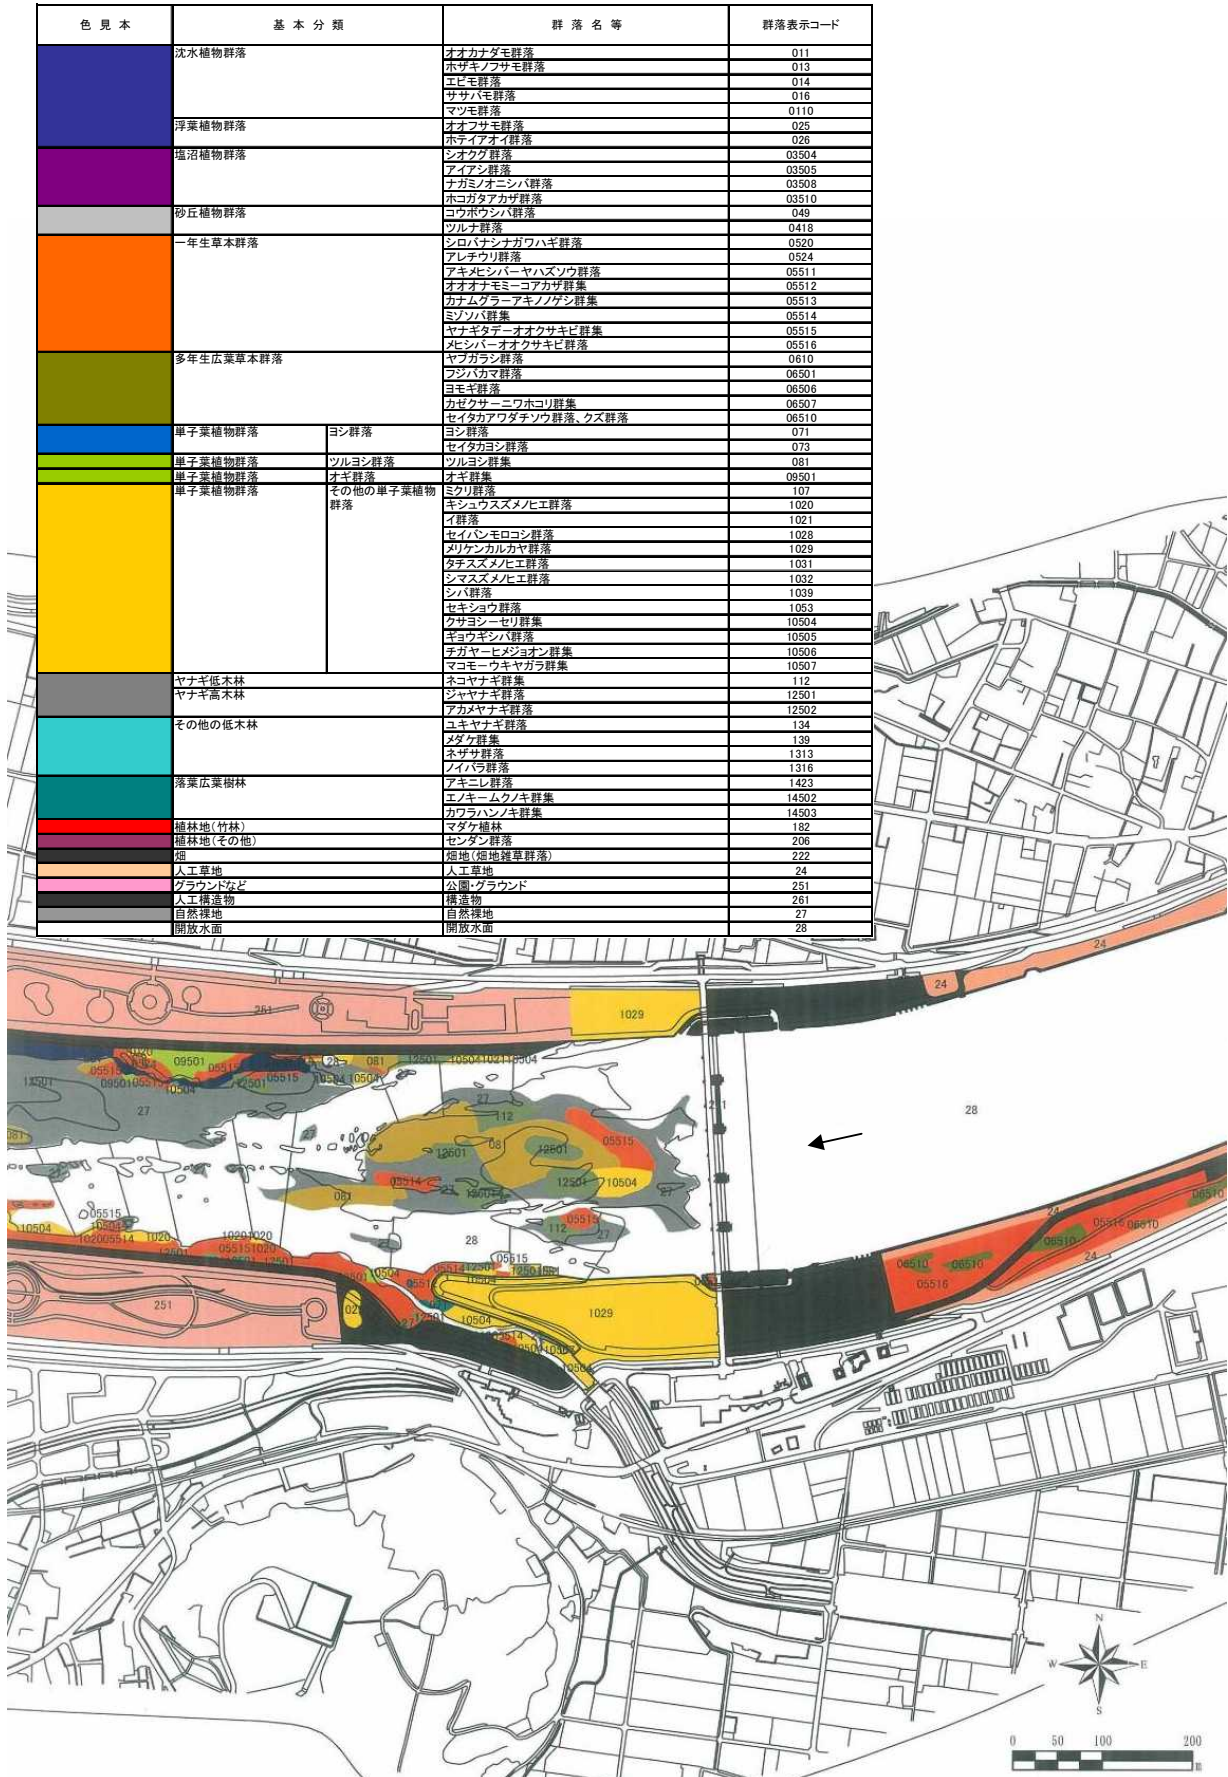 色 見 本 基 本 分 類 群 落 名 等 群落表示コード
沈水植物群落 オオカナダモ群落 011
ホザキノフサモ群落 013
エビモ群落 014
ササバモ群落 016
マツモ群落 0110
浮葉植物群落 オオフサモ群落 025
ホテイアオイ群落 026
塩沼植物群落 シオクグ群落 03504
アイアシ群落 03505
ナガミノオニシバ群落 03508
ホコガタアカザ群落 03510
砂丘植物群落 コウボウシバ群落 049
ツルナ群落 0418
一年生草本群落 シロバナシナガワハギ群落 0520
アレチウリ群落 0524
アキメヒシバーヤハズソウ群落 05511
オオオナモミーコアカザ群集 05512
カナムグラーアキノノゲシ群集 05513
ミゾソバ群集 05514
ヤナギタデーオオクサキビ群集 05515
メヒシバーオオクサキビ群落 05516
多年生広葉草本群落 ヤブガラシ群落 0610
フジバカマ群落 06501
ヨモギ群落 06506
カゼクサーニワホコリ群集 06507
セイタカアワダチソウ群落、クズ群落 06510
単子葉植物群落 ヨシ群落 ヨシ群落 071
セイタカヨシ群落 073
単子葉植物群落 ツルヨシ群落 ツルヨシ群集 081
単子葉植物群落 オギ群落 オギ群集 09501
単子葉植物群落 その他の単子葉植物群落 ミクリ群落 107
キシュウスズメノヒエ群落 1020
イ群落 1021
セイバンモロコシ群落 1028
メリケンカルカヤ群落 1029
タチスズメノヒエ群落 1031
シマスズメノヒエ群落 1032
シバ群落 1039
セキショウ群落 1053
クサヨシーセリ群集 10504
ギョウギシバ群落 10505
チガヤーヒメジョオン群集 10506
マコモーウキヤガラ群集 10507
ヤナギ低木林 ネコヤナギ群集 112
ヤナギ高木林 ジャヤナギ群落 12501
アカメヤナギ群落 12502
その他の低木林 ユキヤナギ群落 134
メダケ群集 139
ネザサ群落 1313
ノイバラ群落 1316
落葉広葉樹林 アキニレ群落 1423
エノキームクノキ群集 14502
カワラハンノキ群集 14503
植林地(竹林) マダケ植林 182
植林地(その他) センダン群落 206
畑 畑地(畑地雑草群落) 222
人工草地 人工草地 24
グラウンドなど 公園・グラウンド 251
人工構造物 構造物 261
自然裸地 自然裸地 27
開放水面 開放水面 28
24
24
251
1029
09501
28
081
12501
10504
05515
12501
10504
27
27
112
28
081
12501
12501
05515
12501
10504
05514
27
081
112
05515
27
28
05515
10504
1020
05514
1020
10504
251
1029
10504
05515
24
06510
05516
06510
06510
06510
06510
05516
24
N
W E
S
0 50 100 200